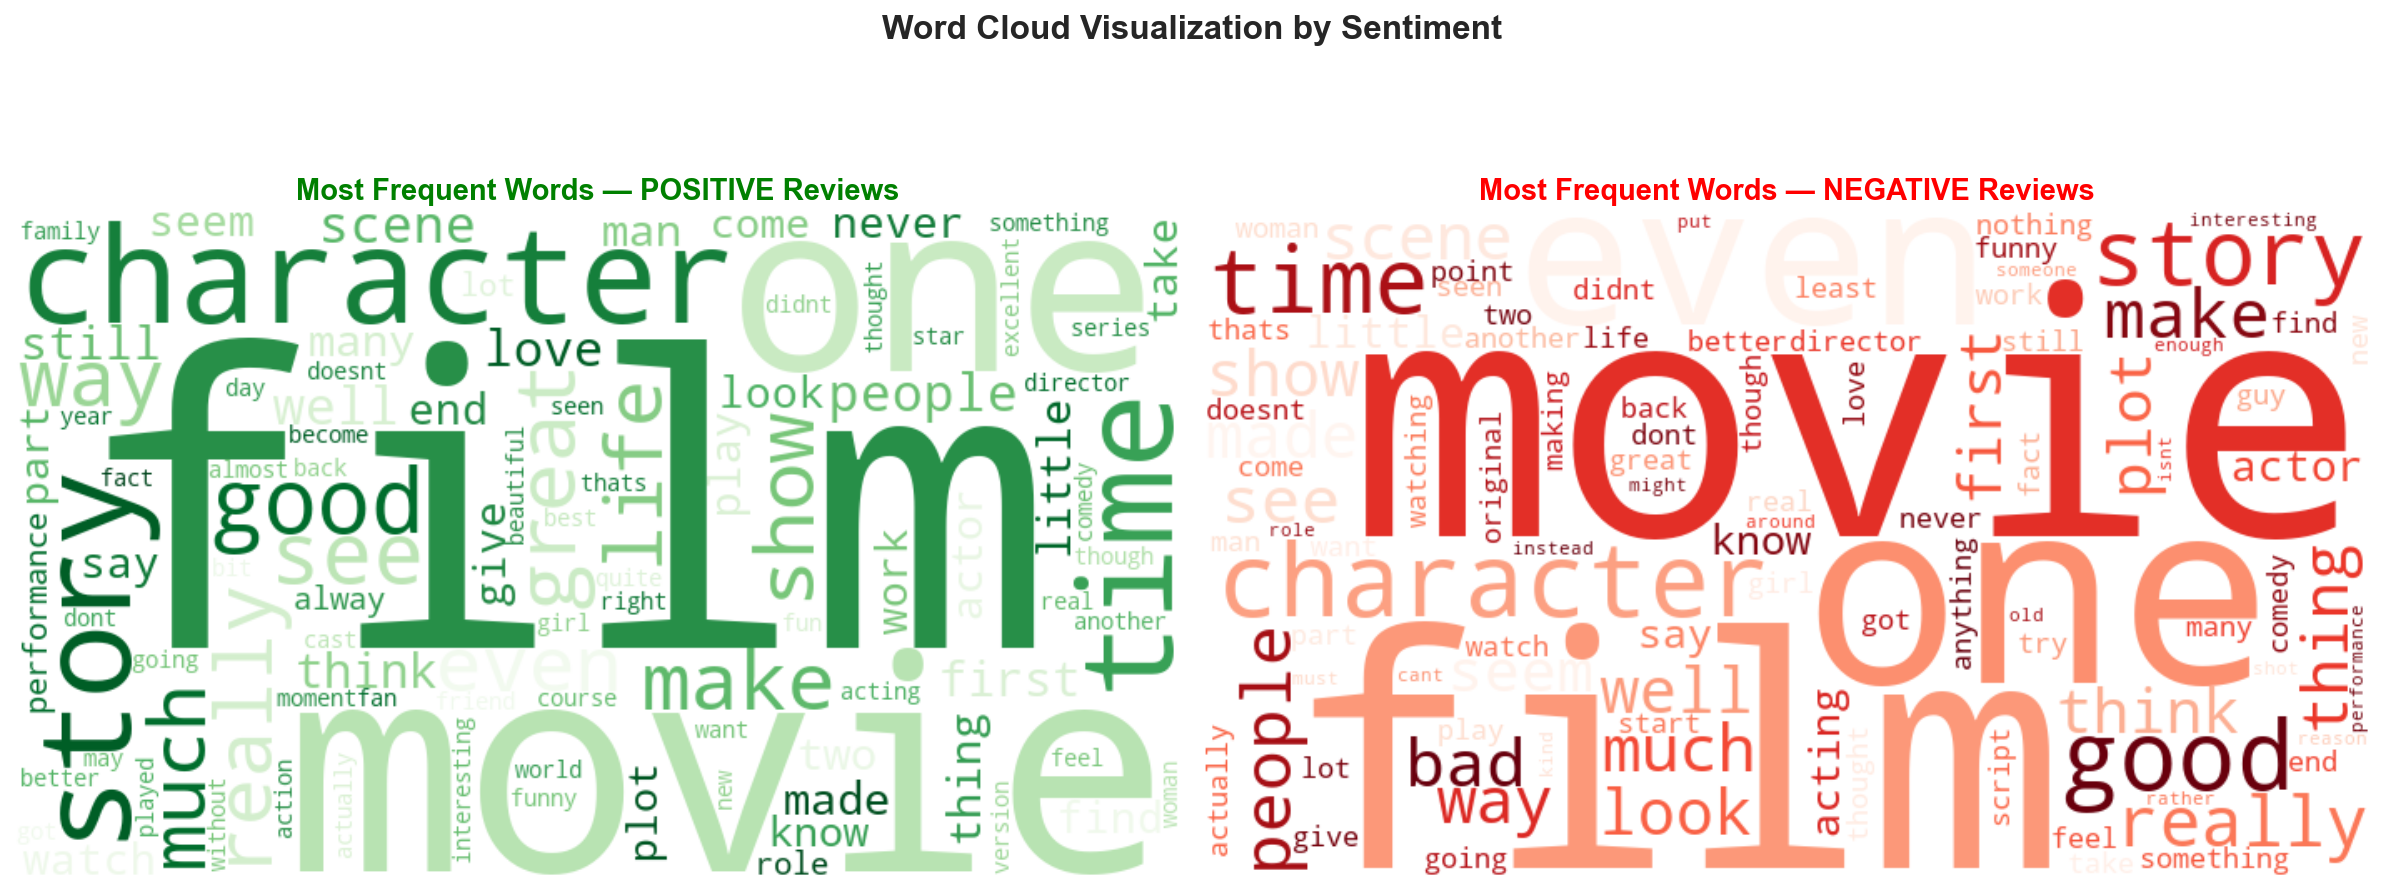 Word Cloud Visualization by Sentiment
Most Frequent Words — POSITIVE Reviews
family
seem
scene
man
come
never
something
character
one
take
lot
didnt
thought
excellent
star
series
still
many
love
way
day
doesnt
well
end
great
seen
life
look
people
director
year
part
film
become
show
little
time
fact
almost
back
good
beautiful
thats
play
comedy
story
performance
say
see
bit
give
best
quite
work
actor
though
alway
right
real
dont
girl
fun
another
really
cast
going
think
even
make
acting
first
much
momentfan
friend
course
movie
want
thing
two
feel
may
better
played
without
action
actually
interesting
world
funny
plot
new
made
know
role
version
find
woman
got
watch
Most Frequent Words — NEGATIVE Reviews
woman
scene
even
put
nothing
interesting
funny
story
time
point
seen
didnt
least
someone
work
make
find
thats
little
two
another
life
better
director
still
enough
new
show
movie
first
plot
guy
doesnt
made
watching
original
making
back
dont
great
might
though
love
fact
isnt
actor
come
see
real
around
role
man
want
instead
know
never
character
girl
one
anything
got
old
try
many
comedy
thing
people
part
watch
say
must
cant
seem
well
film
start
think
shot
performance
actually
play
bad
kind
much
acting
thought
script
good
reason
lot
way
look
end
give
going
rather
feel
really
take
something